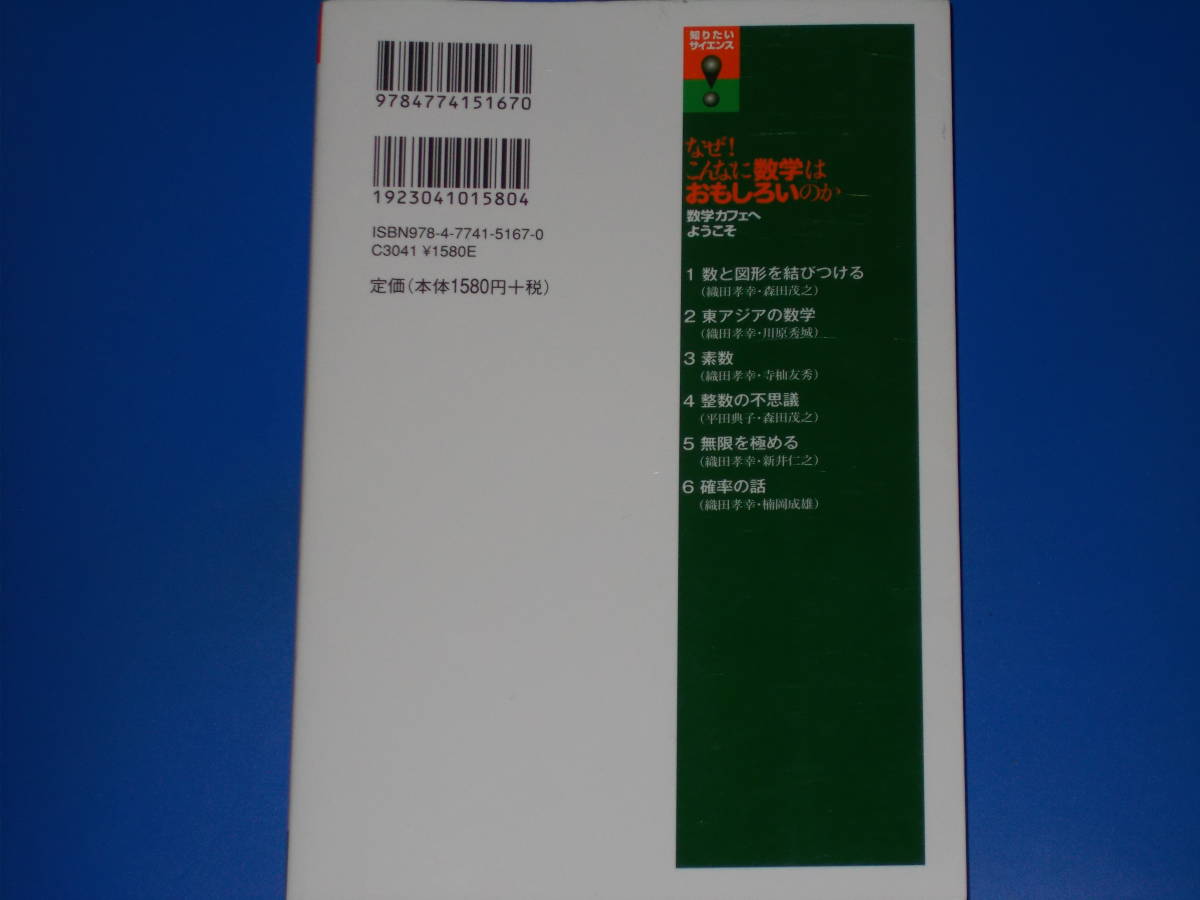 9784774151670
1923041015804
ISBN978-4-7741-5167-0
C3041 ¥1580E
定価(本体1580円+税)
知りたい
サイエンス
なぜ!
こんなに数学は
おもしろいのか
数学カフェへ
ようこそ
1 数と図形を結びつける
(織田孝幸・森田茂之)
2 東アジアの数学
(織田孝幸・川原秀城)
3 素数
(織田孝幸・寺杣友秀)
4 整数の不思議
(平田典子・森田茂之)
5 無限を極める
(織田孝幸・新井仁之)
6 確率の話
(織田孝幸・楠岡成雄)